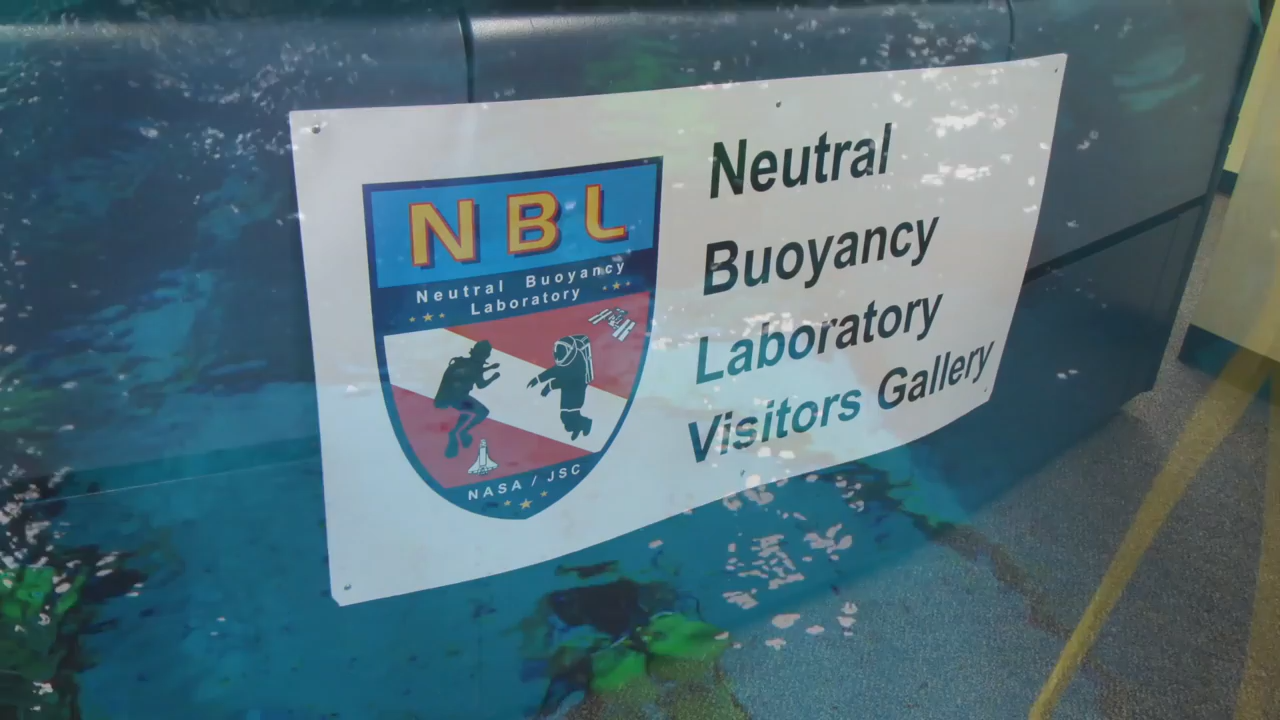 NBL
Neutral Buoyancy
Laboratory
NASA / JSC
Neutral
Buoyancy
Laboratory
Visitors Gallery